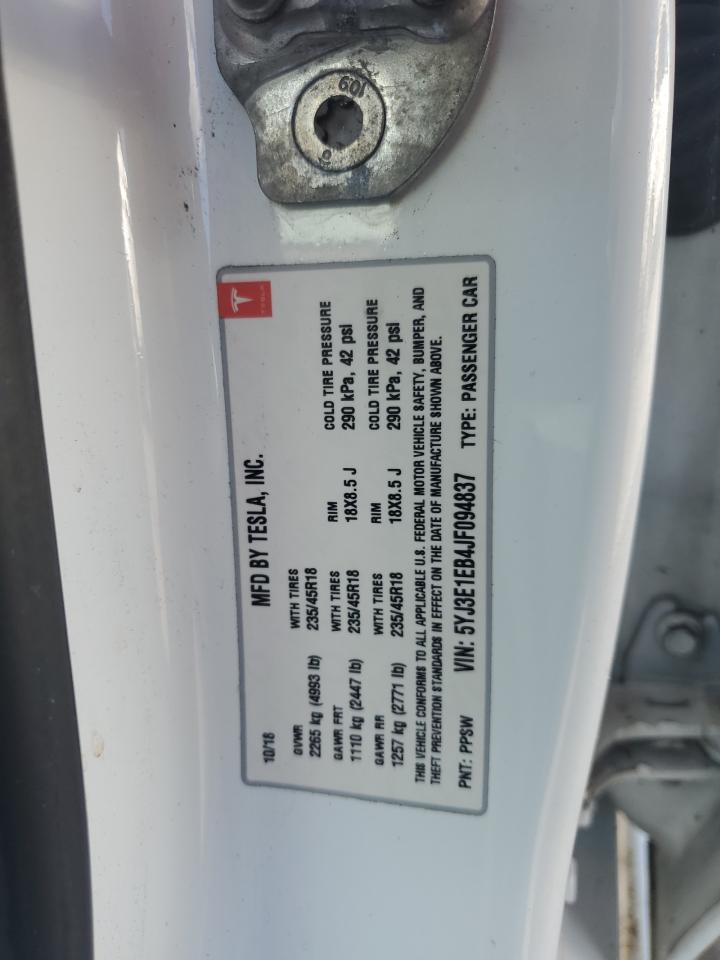 10.9
TESLA
MFD BY TESLA, INC.
10/18
GVWR WITH TIRES
2265 kg (4993 lb) 235/45R18
GAWR FRT WITH TIRES RIM COLD TIRE PRESSURE
1110 kg (2447 lb) 235/45R18 18X8.5 J 290 kPa, 42 psi
GAWR RR WITH TIRES RIM COLD TIRE PRESSURE
1257 kg (2771 lb) 235/45R18 18X8.5 J 290 kPa, 42 psi
THIS VEHICLE CONFORMS TO ALL APPLICABLE U.S. FEDERAL MOTOR VEHICLE SAFETY, BUMPER, AND
THEFT PREVENTION STANDARDS IN EFFECT ON THE DATE OF MANUFACTURE SHOWN ABOVE.
PNT: PPSW VIN: 5YJ3E1EB4JF094837 TYPE: PASSENGER CAR